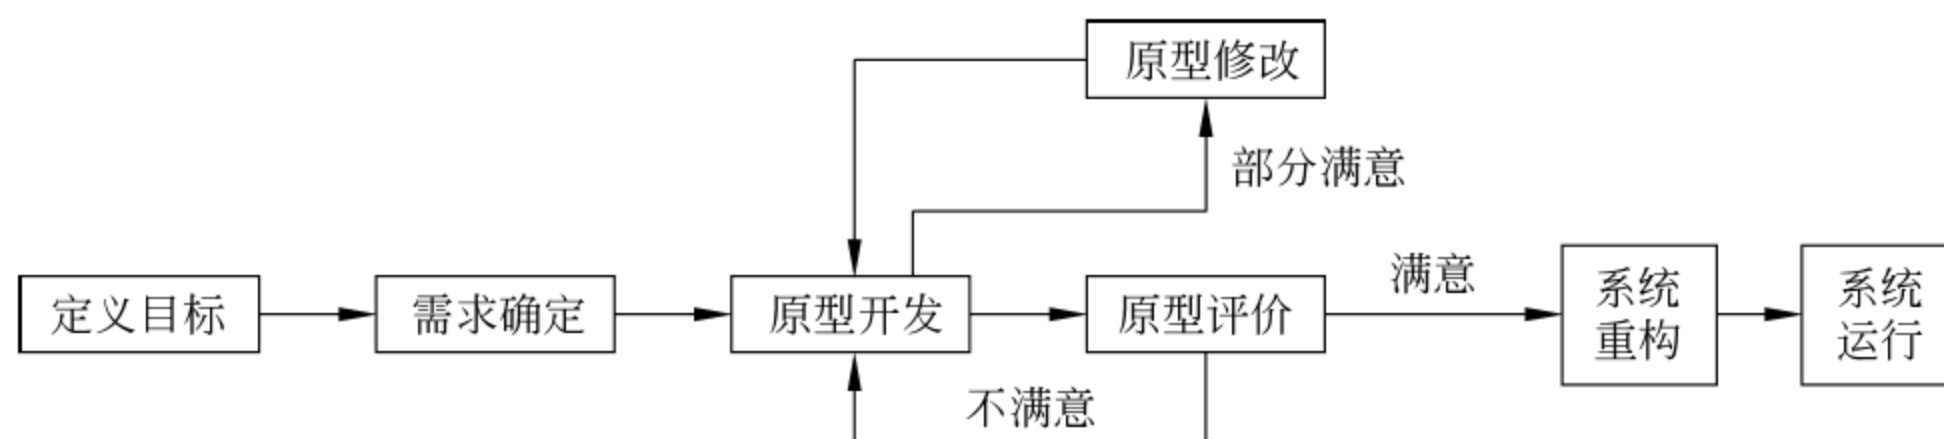 原型修改
部分满意
满意
定义目标
需求确定
原型开发
原型评价
系统
重构
系统
运行
不满意